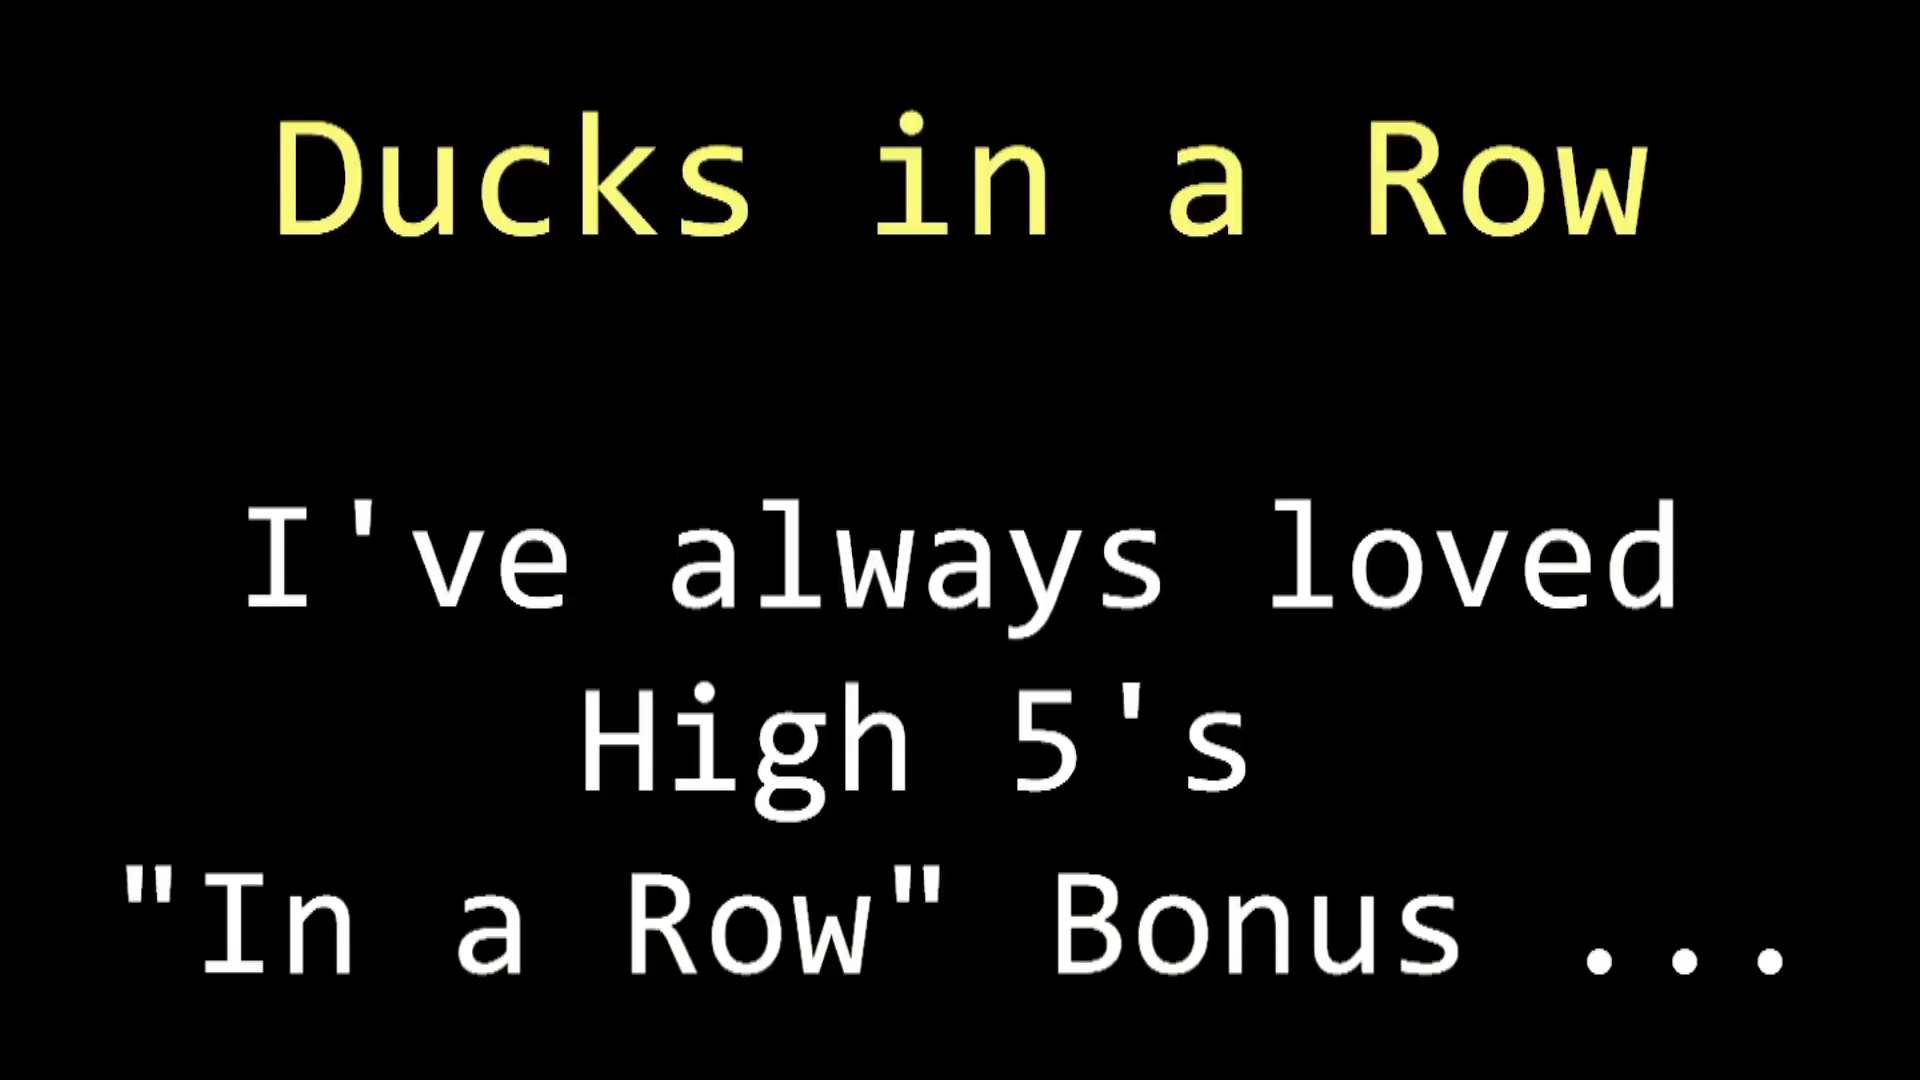 Ducks in a Row
I've always loved
High 5's
"In a Row" Bonus ...